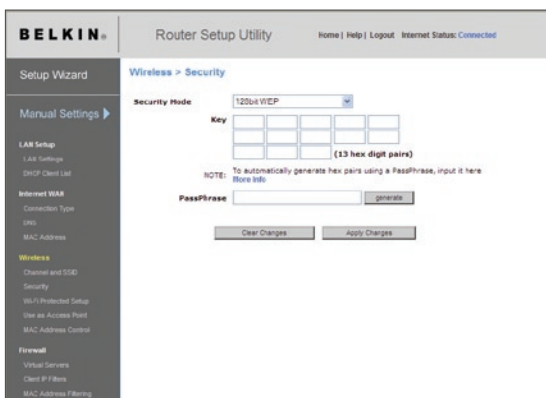 BELKIN®
Router Setup Utility
Home | Help | Logout Internet Status: Connected
Setup Wizard
Manual Settings
LAN Setup
LAN Settings
DHCP Client List
Internet WAN
Connection Type
DNS
MAC Address
Wireless
Channel and SSID
Security
Wi-Fi Protected Setup
Use as Access Point
MAC Address Control
Firewall
Virtual Servers
Client IP Filters
MAC Address Filtering
Wireless > Security
Security Mode 128bit WEP
Key
(13 hex digit pairs)
NOTE: To automatically generate hex pairs using a PassPhrase, input it here
More Info
PassPhrase generate
Clear Changes Apply Changes